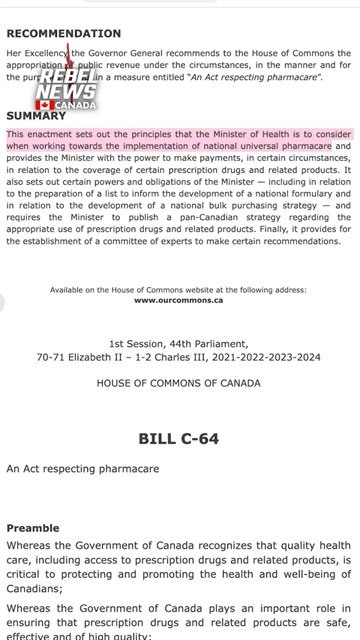 RECOMMENDATION
Her Excellency the Governor General recommends to the House of Commons the
appropriation of public revenue under the circumstances, in the manner and for
the purp in a measure entitled “An Act respecting pharmacare”.
REBEL
NEWS
CANADA
SUMMARY
This enactment sets out the principles that the Minister of Health is to consider
when working towards the implementation of national universal pharmacare and
provides the Minister with the power to make payments, in certain circumstances,
in relation to the coverage of certain prescription drugs and related products. It
also sets out certain powers and obligations of the Minister — including in relation
to the preparation of a list to inform the development of a national formulary and
in relation to the development of a national bulk purchasing strategy — and
requires the Minister to publish a pan-Canadian strategy regarding the
appropriate use of prescription drugs and related products. Finally, it provides for
the establishment of a committee of experts to make certain recommendations.
Available on the House of Commons website at the following address:
www.ourcommons.ca
1st Session, 44th Parliament,
70-71 Elizabeth II – 1-2 Charles III, 2021-2022-2023-2024
HOUSE OF COMMONS OF CANADA
BILL C-64
An Act respecting pharmacare
Preamble
Whereas the Government of Canada recognizes that quality health
care, including access to prescription drugs and related products, is
critical to protecting and promoting the health and well-being of
Canadians;
Whereas the Government of Canada plays an important role in
ensuring that prescription drugs and related products are safe,
effective and of high quality;